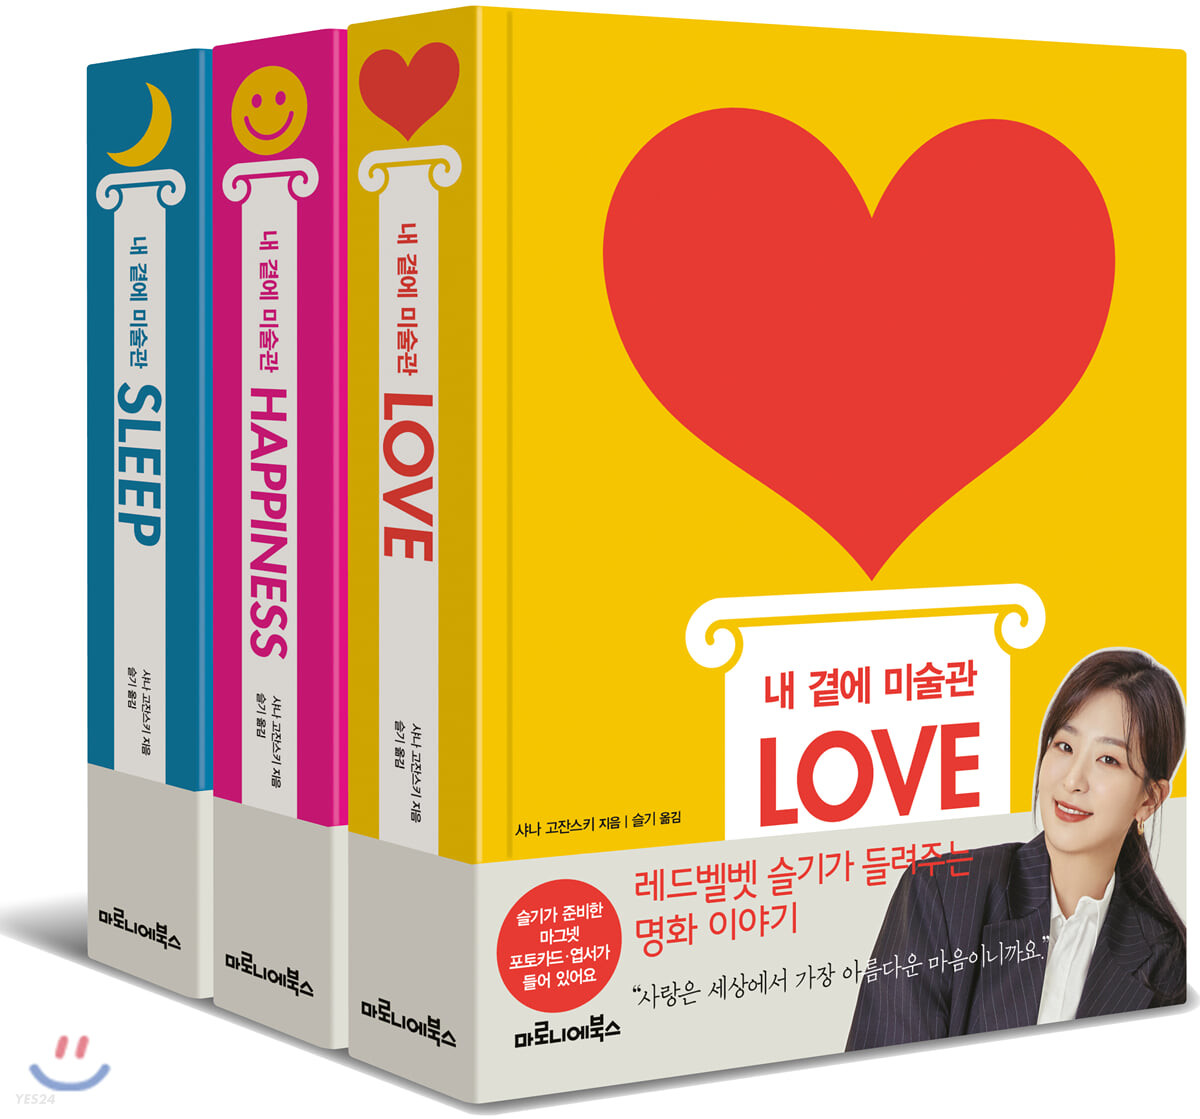 내 곁에 미술관 SLEEP
샤나 고잔스키 지음
슬기 옮김
마로니에북스
내 곁에 미술관 HAPPINESS
샤나 고잔스키 지음
슬기 옮김
마로니에북스
내 곁에 미술관 LOVE
샤나 고잔스키 지음
슬기 옮김
마로니에북스
내 곁에 미술관
LOVE
샤나 고잔스키 지음 | 슬기 옮김
레드벨벳 슬기가 들려주는
명화 이야기
슬기가 준비한
마그넷
포토카드·엽서가
들어 있어요
“사랑은 세상에서 가장 아름다운 마음이니까요.”
마로니에북스
YES24